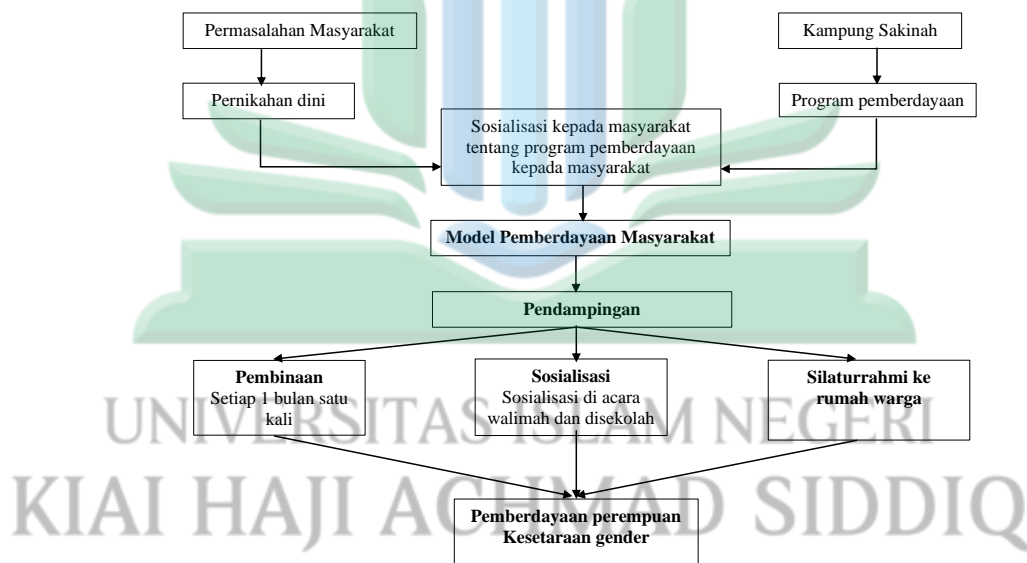 Permasalahan Masyarakat
Kampung Sakinah
Pernikahan dini
Program pemberdayaan
Sosialisasi kepada masyarakat
tentang program pemberdayaan
kepada masyarakat
Model Pemberdayaan Masyarakat
Pendampingan
Pembinaan
Setiap 1 bulan satu
kali
Sosialisasi
Sosialisasi di acara
walimah dan disekolah
Silaturrahmi ke
rumah warga
UNIVERSITAS ISLAM NEGERI
KIAI HAJI ACHMAD SIDDIQ
Pemberdayaan perempuan
Kesetaraan gender